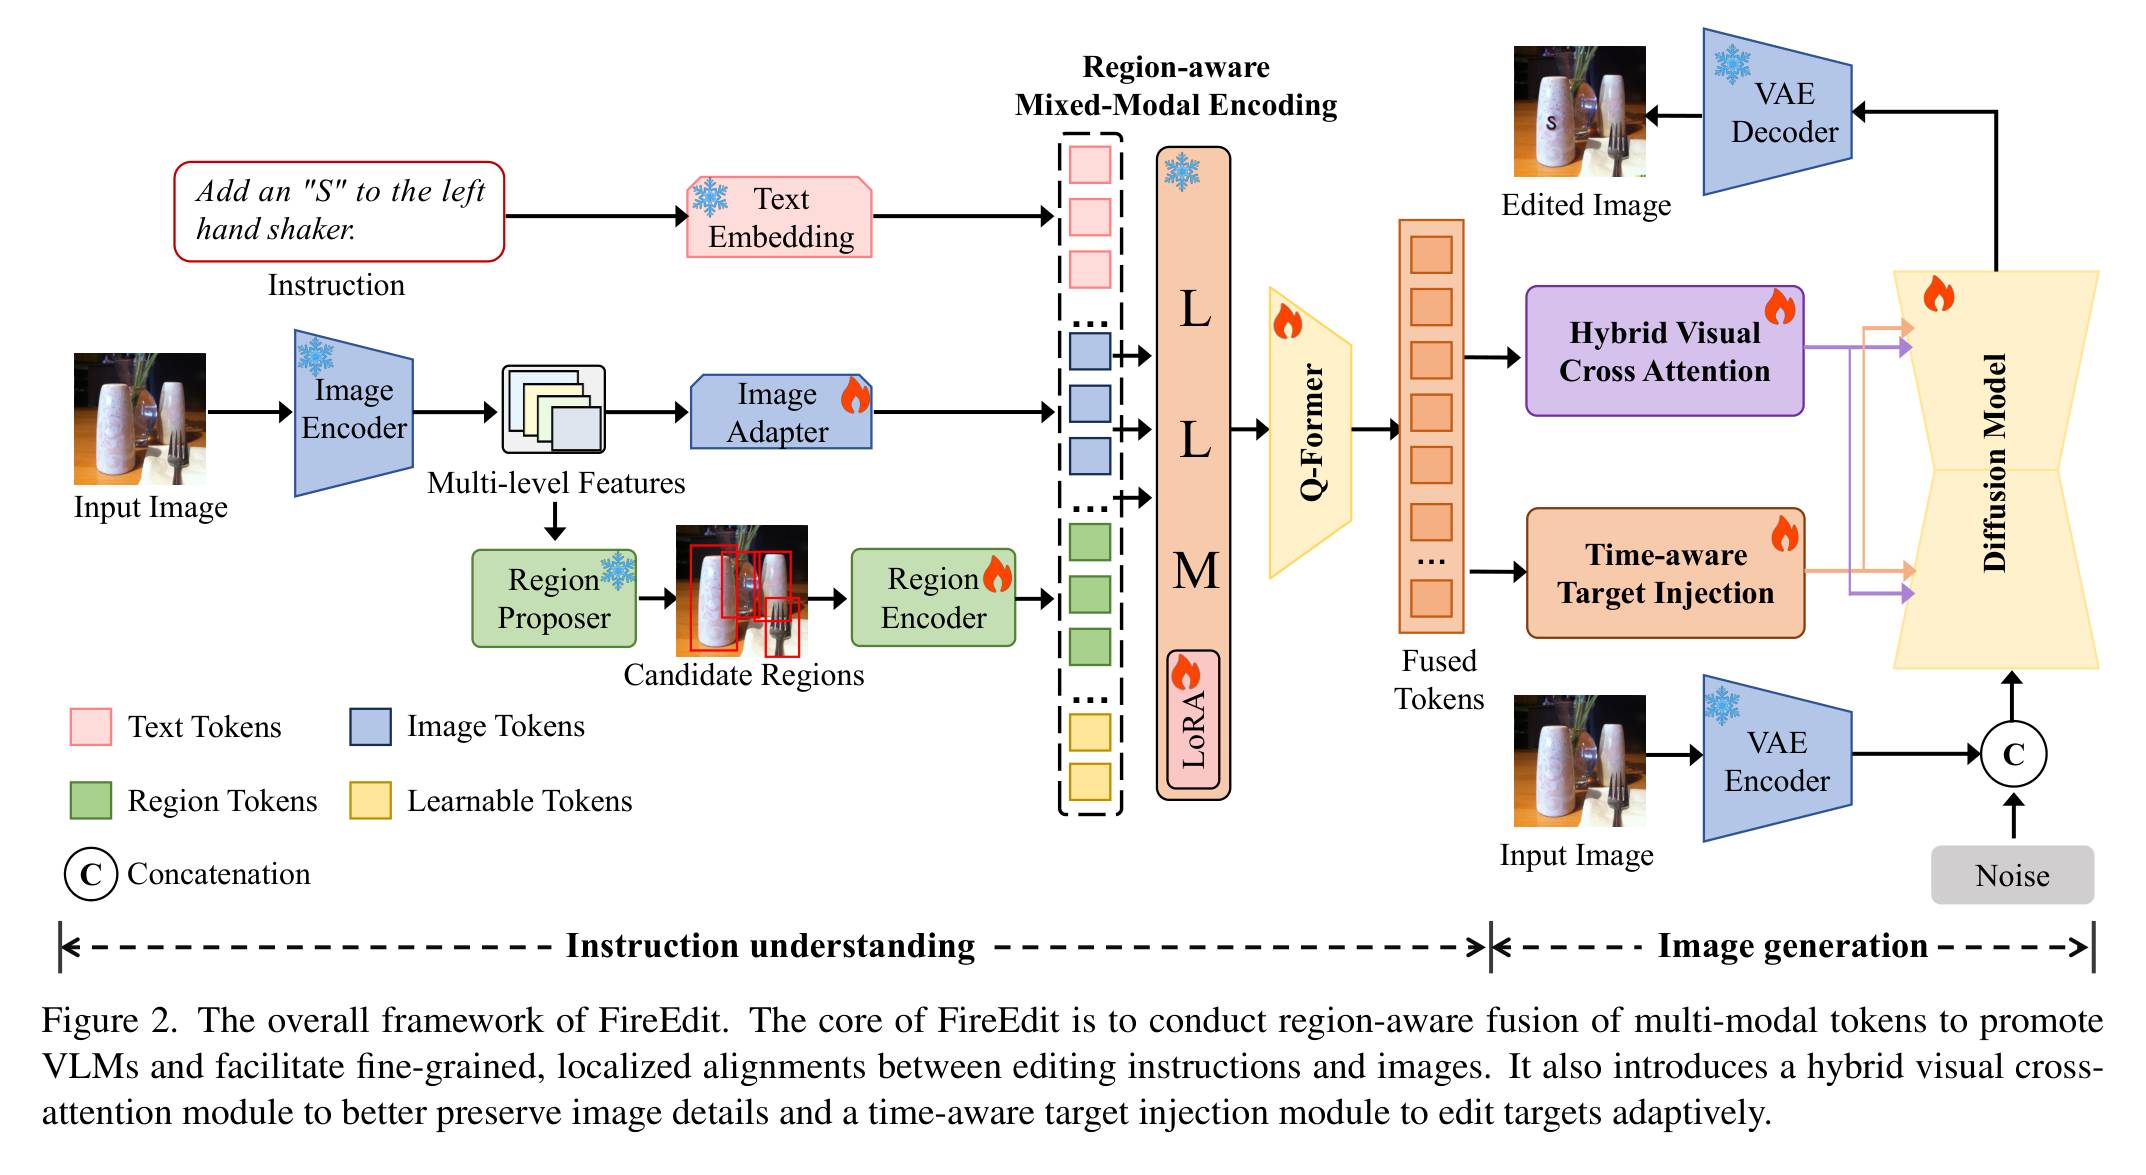 Region-aware
Mixed-Modal Encoding
Add an "S" to the left
hand shaker.
Instruction
Text
Embedding
Input Image
Image
Encoder
Multi-level Features
Image
Adapter
Region
Proposer
Candidate Regions
Region
Encoder
...
...
...
L
L
M
LoRA
Q-Former
...
Fused
Tokens
S
Edited Image
VAE
Decoder
Hybrid Visual
Cross Attention
Time-aware
Target Injection
Diffusion Model
Input Image
VAE
Encoder
C
Noise
Text Tokens
Image Tokens
Region Tokens
Learnable Tokens
C Concatenation
Instruction understanding
Image generation
Figure 2. The overall framework of FireEdit. The core of FireEdit is to conduct region-aware fusion of multi-modal tokens to promote
VLMs and facilitate fine-grained, localized alignments between editing instructions and images. It also introduces a hybrid visual cross-
attention module to better preserve image details and a time-aware target injection module to edit targets adaptively.